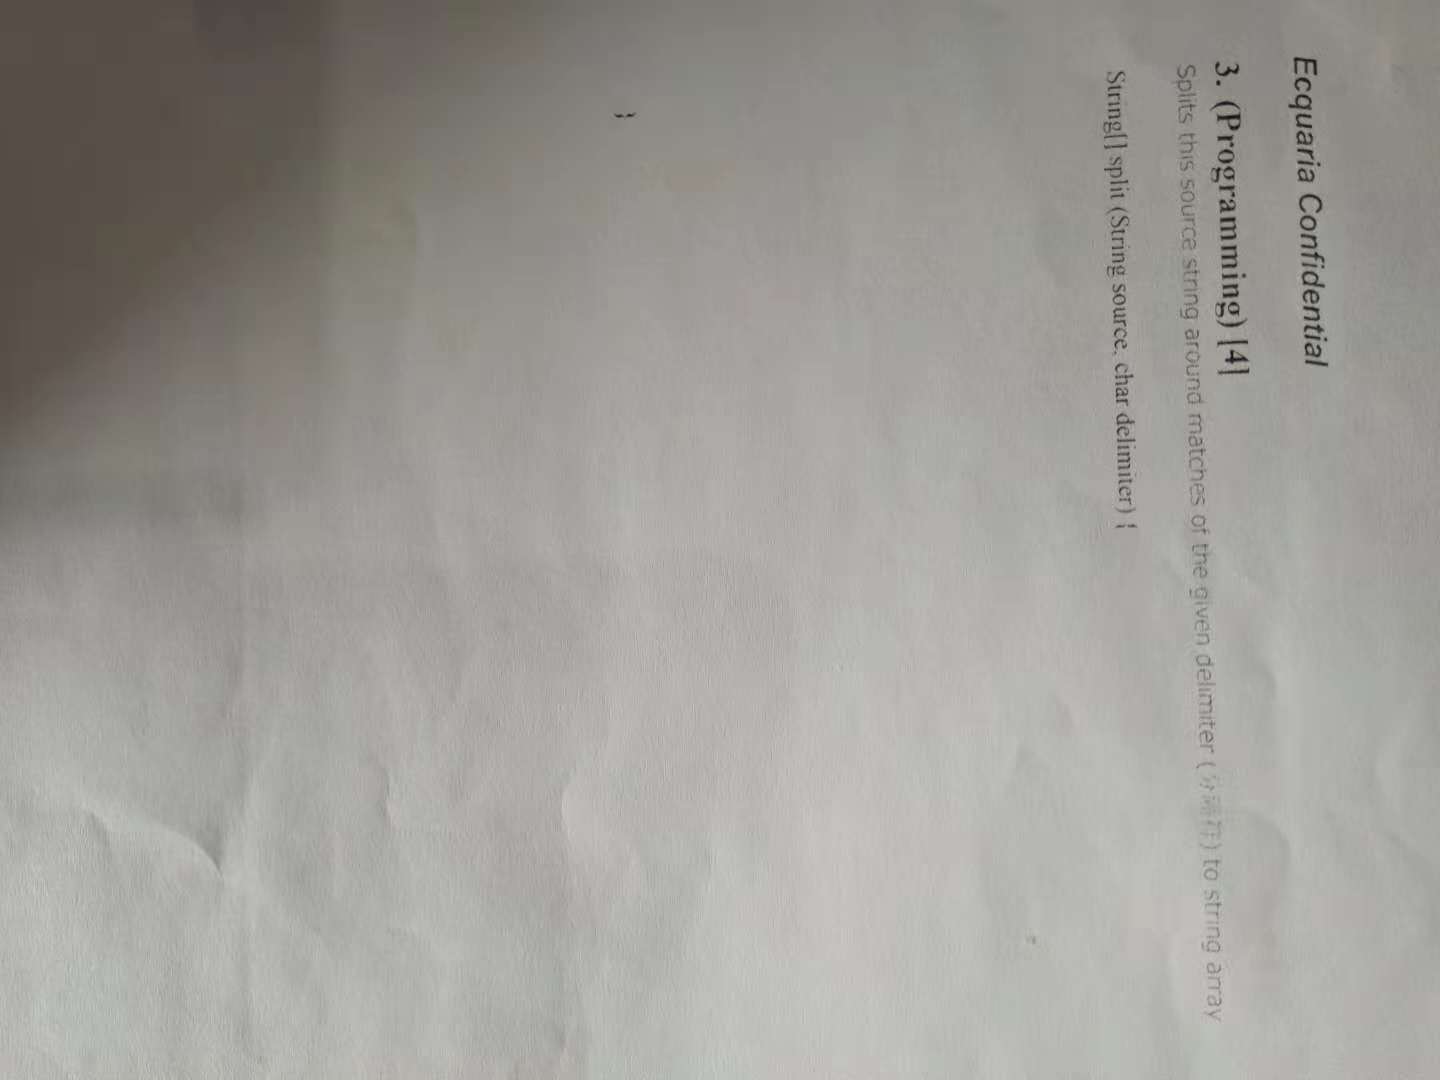 Ecquaria Confidential
3. (Programming) [4]
Splits this source string around matches of the given delimiter (分隔符) to string array
String[] split (String source, char delimiter) {
}